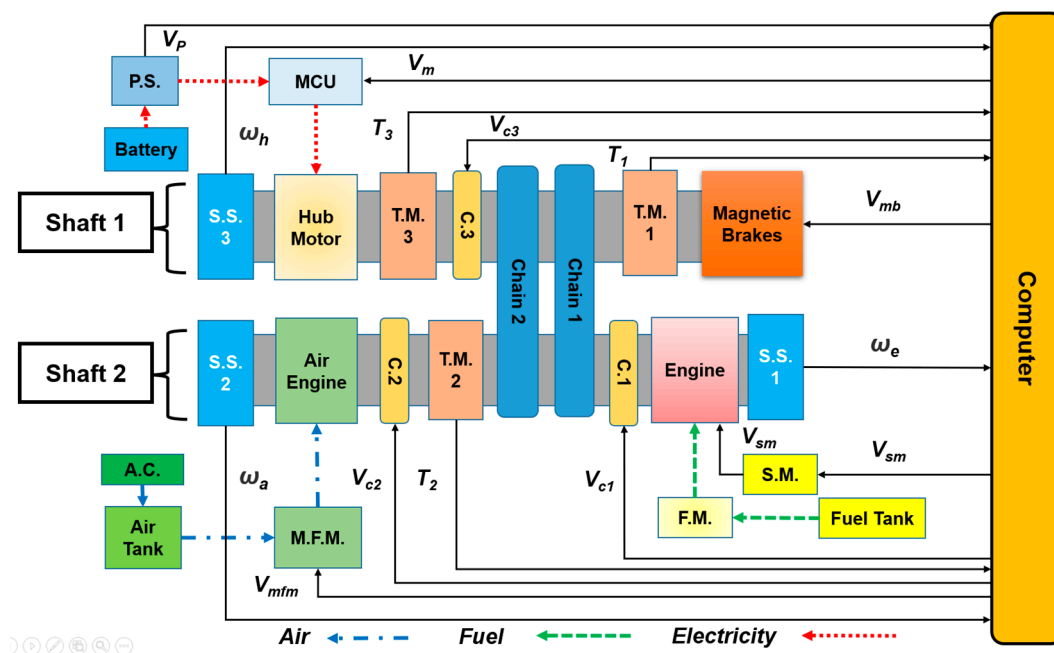 V_P
P.S.
MCU
V_m
Battery
ω_h
T_3
V_c3
T_1
Shaft 1
S.S.
3
Hub
Motor
T.M.
3
C.3
Chain 2
Chain 1
T.M.
1
Magnetic
Brakes
V_mb
Computer
Shaft 2
S.S.
2
Air
Engine
C.2
T.M.
2
C.1
Engine
S.S.
1
ω_e
A.C.
ω_a
V_c2
T_2
V_c1
V_sm
V_sm
S.M.
Air
Tank
M.F.M.
F.M.
Fuel Tank
V_mfm
Air
Fuel
Electricity